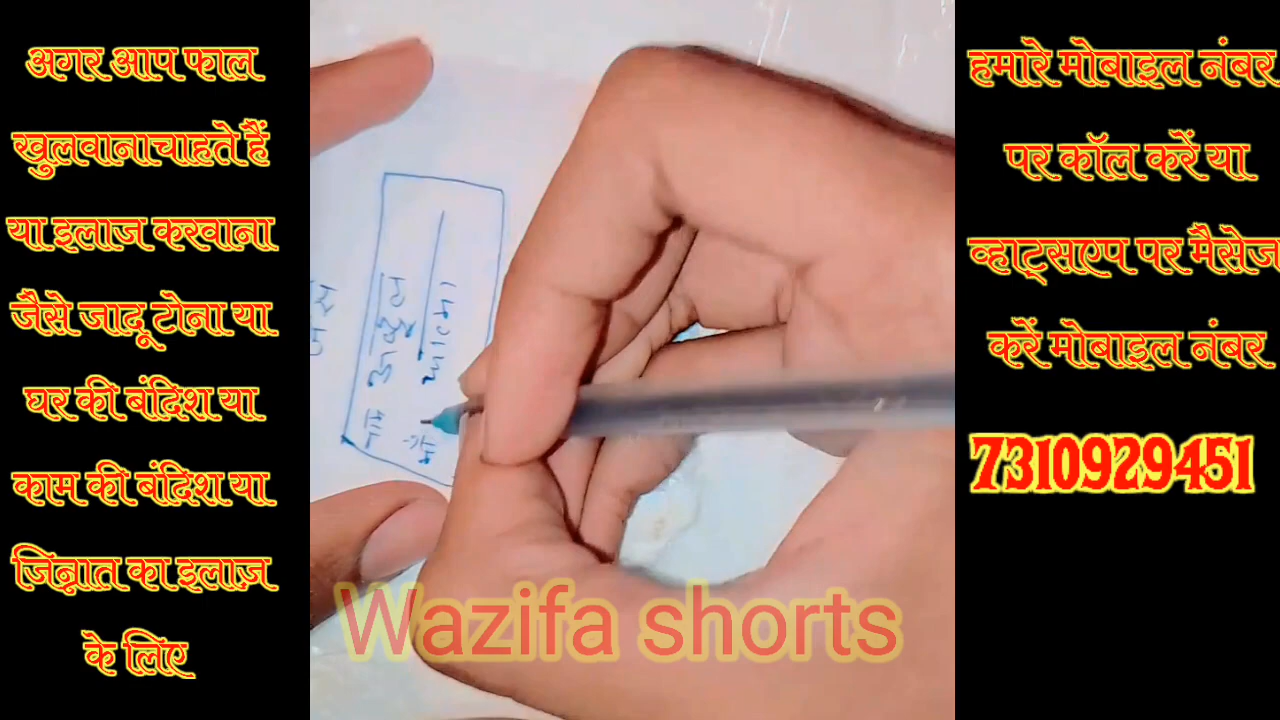 अगर आप फाल
खुलवानाचाहते हैं
या इलाज करवाना
जैसे जादू टोना या
घर की बंदिश या
काम की बंदिश या
जिन्नात का इलाज़
के लिए
हमारे मोबाइल नंबर
पर कॉल करें या
व्हाट्सएप पर मैसेज
करें मोबाइल नंबर
7310929451
नाम अब्दुल
माँ
Wazifa shorts